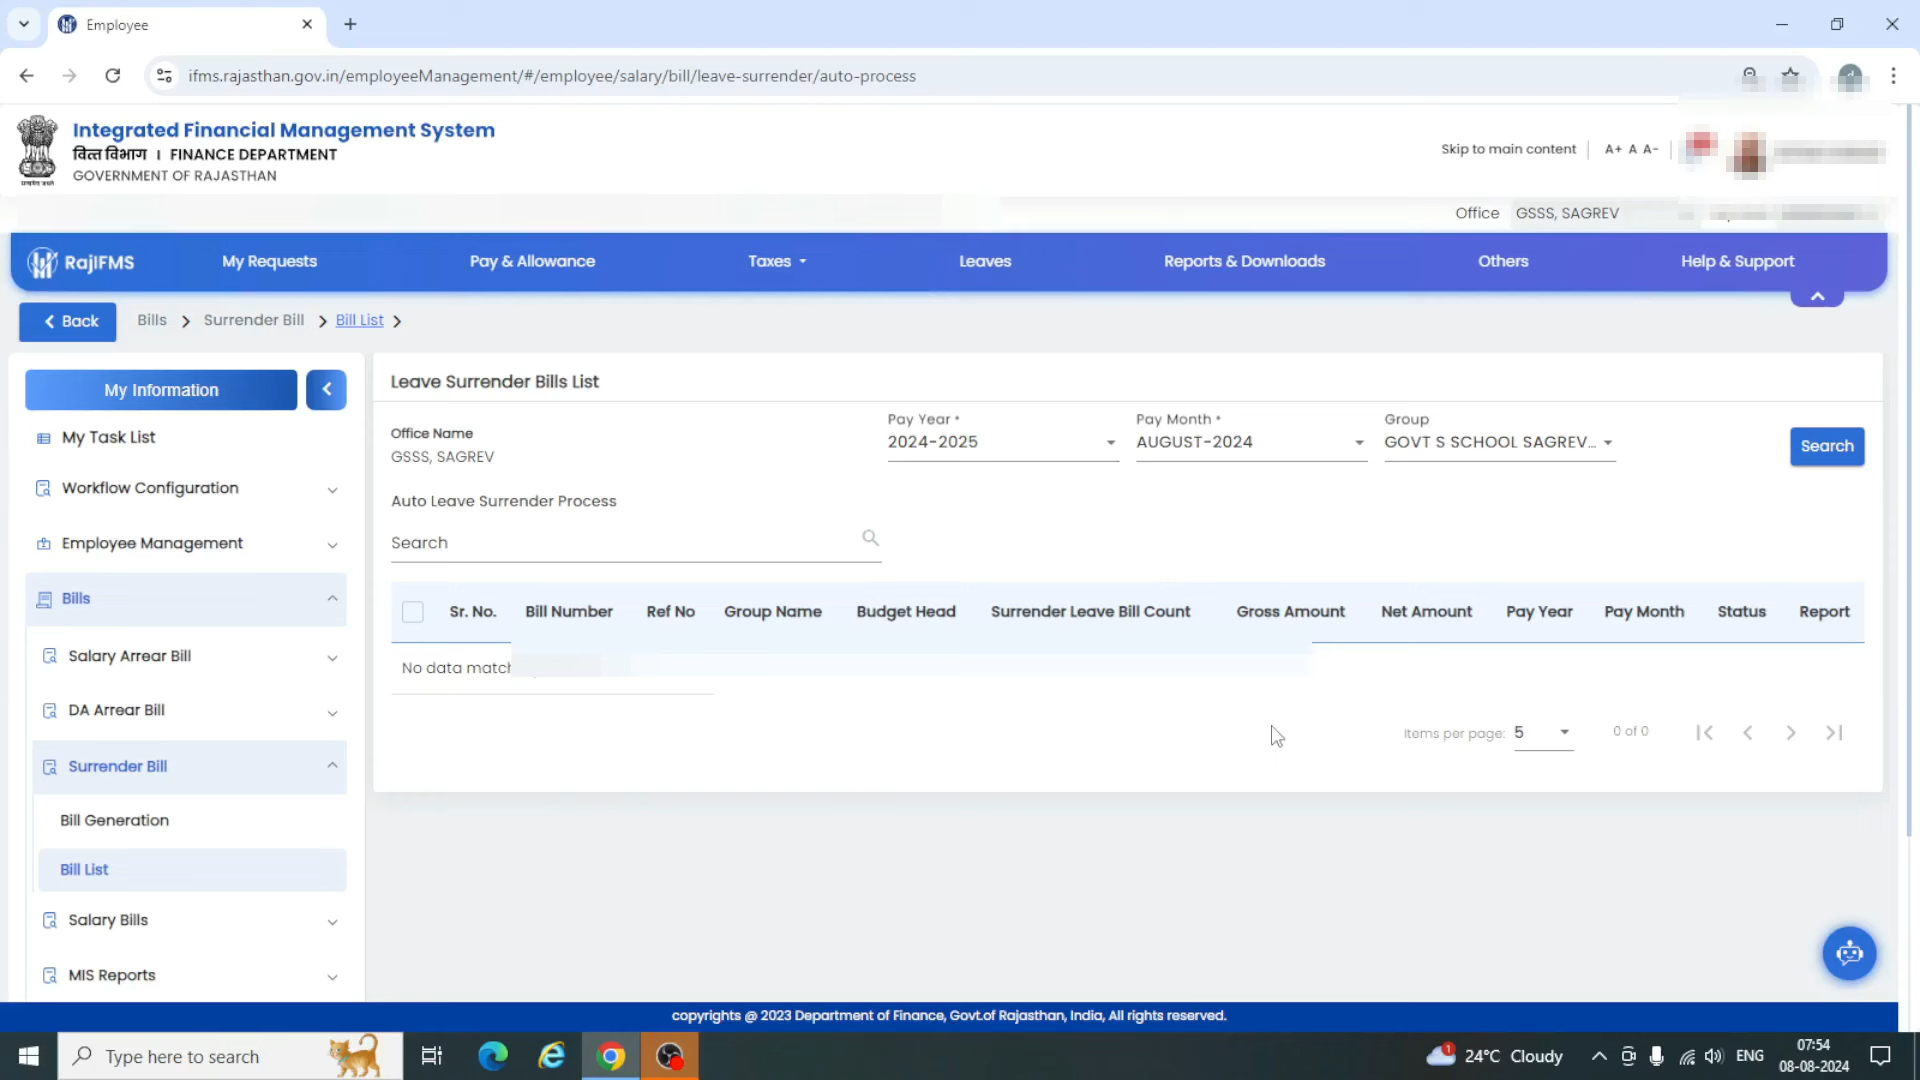 Employee
ifms.rajasthan.gov.in/employeeManagement/#/employee/salary/bill/leave-surrender/auto-process
Integrated Financial Management System
वित्त विभाग I FINANCE DEPARTMENT
GOVERNMENT OF RAJASTHAN
Skip to main content
A+ A A-
Office GSSS, SAGREV
RajIFMS
My Requests
Pay & Allowance
Taxes
Leaves
Reports & Downloads
Others
Help & Support
Back
Bills
Surrender Bill
Bill List
My Information
My Task List
Workflow Configuration
Employee Management
Bills
Salary Arrear Bill
DA Arrear Bill
Surrender Bill
Bill Generation
Bill List
Salary Bills
MIS Reports
Leave Surrender Bills List
Office Name
GSSS, SAGREV
Pay Year *
2024-2025
Pay Month *
AUGUST-2024
Group
GOVT S SCHOOL SAGREV...
Search
Auto Leave Surrender Process
Search
Sr. No. Bill Number Ref No Group Name Budget Head Surrender Leave Bill Count Gross Amount Net Amount Pay Year Pay Month Status Report
No data match
Items per page: 5
0 of 0
copyrights @ 2023 Department of Finance, Govt.of Rajasthan, India, All rights reserved.
Type here to search
1
24°C Cloudy
ENG
07:54
08-08-2024